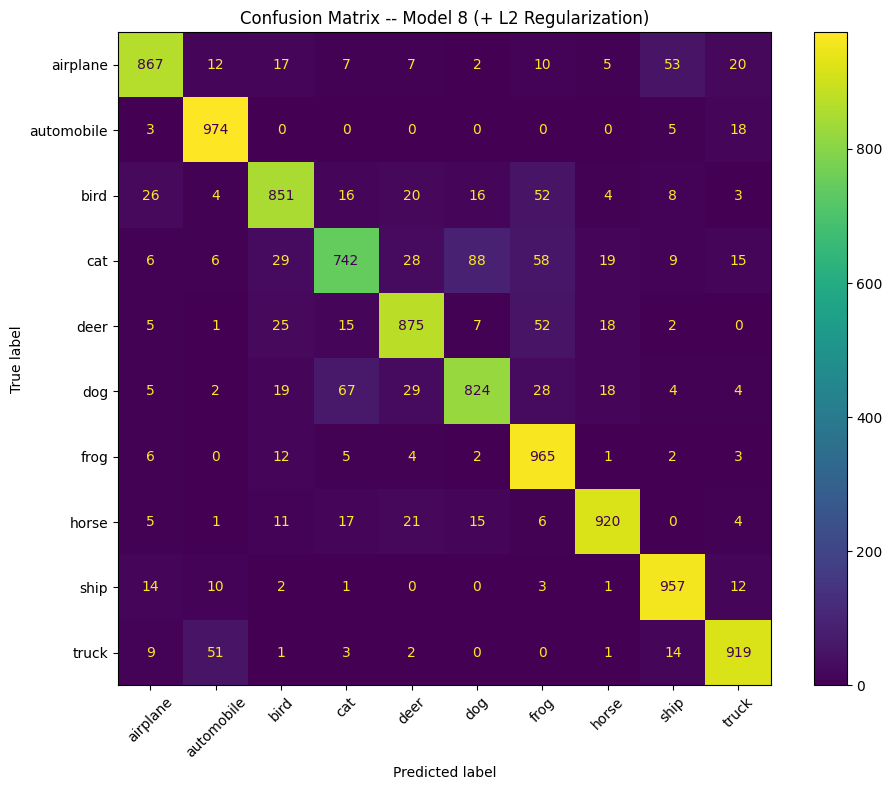 Confusion Matrix -- Model 8 (+ L2 Regularization)
airplane 867 12 17 7 7 2 10 5 53 20
automobile 3 974 0 0 0 0 0 0 5 18
bird 26 4 851 16 20 16 52 4 8 3
cat 6 6 29 742 28 88 58 19 9 15
deer 5 1 25 15 875 7 52 18 2 0
dog 5 2 19 67 29 824 28 18 4 4
frog 6 0 12 5 4 2 965 1 2 3
horse 5 1 11 17 21 15 6 920 0 4
ship 14 10 2 1 0 0 3 1 957 12
truck 9 51 1 3 2 0 0 1 14 919
airplane automobile bird cat deer dog frog horse ship truck
Predicted label
True label
800
600
400
200
0